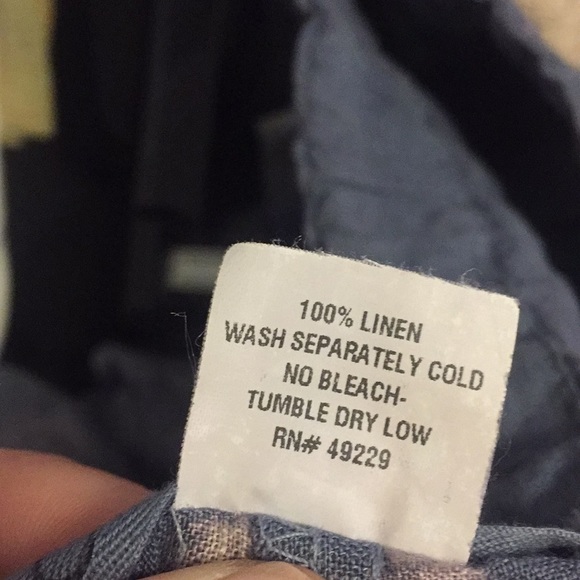 100% LINEN
WASH SEPARATELY COLD
NO BLEACH-
TUMBLE DRY LOW
RN# 49229